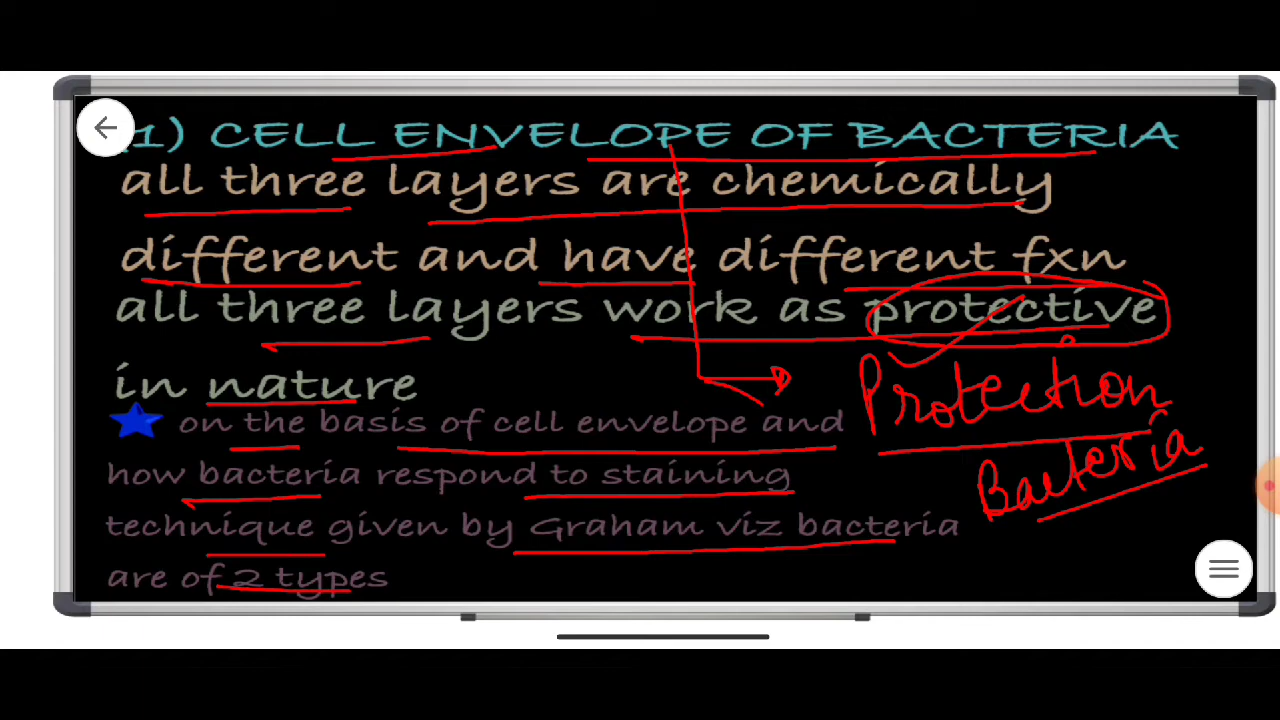 (1) CELL ENVELOPE OF BACTERIA
all three layers are chemically
different and have different fxn
all three layers work as protective
in nature
Protection
Bacteria
on the basis of cell envelope and
how bacteria respond to staining
technique given by Graham viz bacteria
are of 2 types